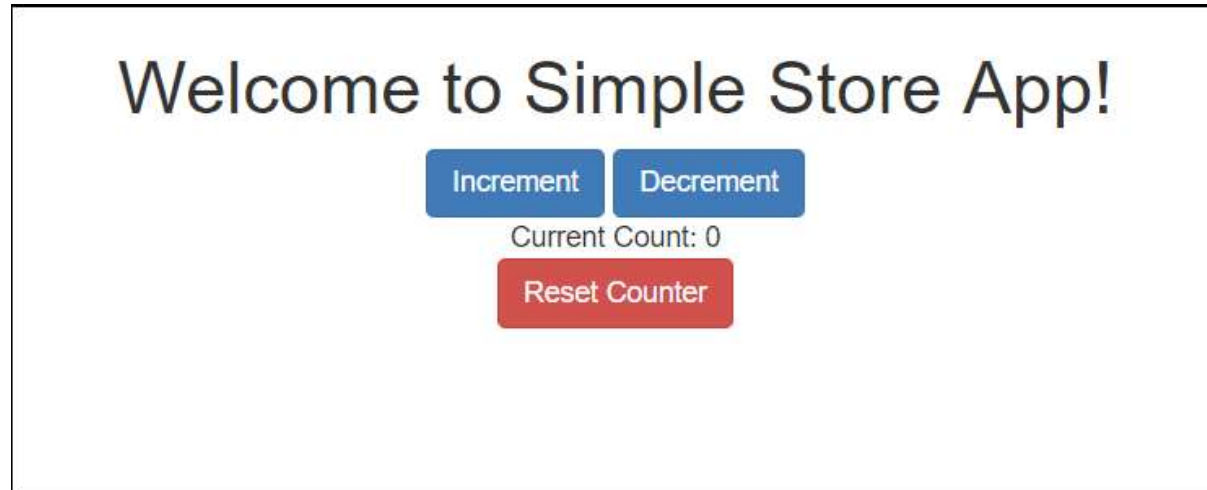 Welcome to Simple Store App!
Increment Decrement
Current Count: 0
Reset Counter